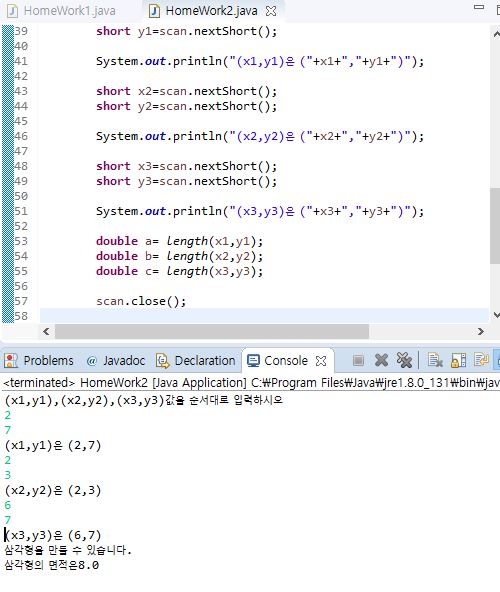 HomeWork1.java
HomeWork2.java
39 short y1=scan.nextShort();
40
41 System.out.println("(x1,y1)은 ("+x1+","+y1+")");
42
43 short x2=scan.nextShort();
44 short y2=scan.nextShort();
45
46 System.out.println("(x2,y2)은 ("+x2+","+y2+")");
47
48 short x3=scan.nextShort();
49 short y3=scan.nextShort();
50
51 System.out.println("(x3,y3)은 ("+x3+","+y3+")");
52
53 double a= length(x1,y1);
54 double b= length(x2,y2);
55 double c= length(x3,y3);
56
57 scan.close();
58
Problems @ Javadoc Declaration Console
<terminated> HomeWork2 [Java Application] C:₩Program Files₩Java₩jre1.8.0_131₩bin₩jav
(x1,y1),(x2,y2),(x3,y3)값을 순서대로 입력하시오
2
7
(x1,y1)은 (2,7)
2
3
(x2,y2)은 (2,3)
6
7
(x3,y3)은 (6,7)
삼각형을 만들 수 있습니다.
삼각형의 면적은8.0